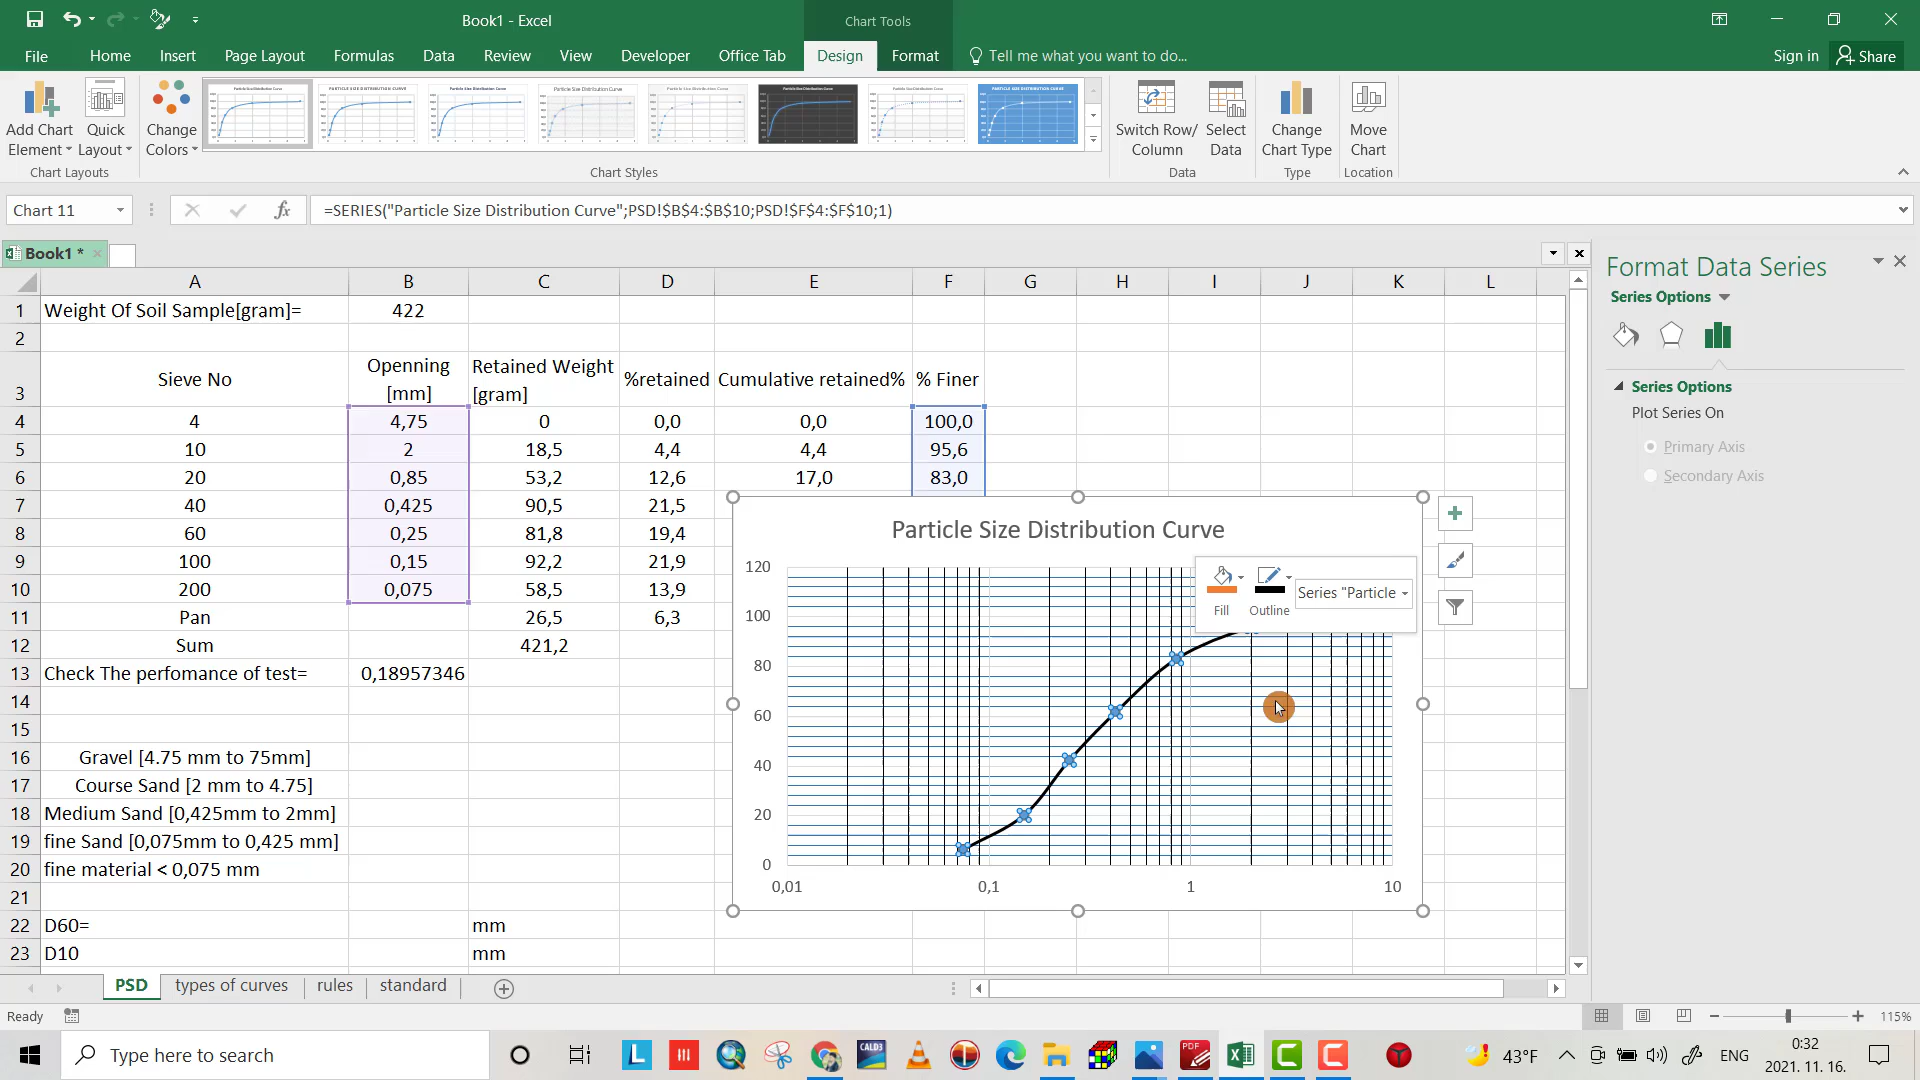 Book1 - Excel
Chart Tools
File Home Insert Page Layout Formulas Data Review View Developer Office Tab Design Format Tell me what you want to do... Sign in Share
Add Chart Element
Quick Layout
Change Colors
Switch Row/ Column
Select Data
Change Chart Type
Move Chart
Chart Layouts Chart Styles Data Type Location
Chart 11 fx =SERIES("Particle Size Distribution Curve";PSD!$B$4:$B$10;PSD!$F$4:$F$10;1)
Book1 *
A B C D E F G H I J K L
1 Weight Of Soil Sample[gram]= 422
2
3 Sieve No Openning [mm] Retained Weight [gram] %retained Cumulative retained% % Finer
4 4 4,75 0 0,0 0,0 100,0
5 10 2 18,5 4,4 4,4 95,6
6 20 0,85 53,2 12,6 17,0 83,0
7 40 0,425 90,5 21,5
8 60 0,25 81,8 19,4
9 100 0,15 92,2 21,9
10 200 0,075 58,5 13,9
11 Pan 26,5 6,3
12 Sum 421,2
13 Check The perfomance of test= 0,18957346
14
15
16 Gravel [4.75 mm to 75mm]
17 Course Sand [2 mm to 4.75]
18 Medium Sand [0,425mm to 2mm]
19 fine Sand [0,075mm to 0,425 mm]
20 fine material < 0,075 mm
21
22 D60= mm
23 D10 mm
Particle Size Distribution Curve
120
100
80
60
40
20
0
0,01 0,1 1 10
Fill Outline Series "Particle
Format Data Series
Series Options
Series Options
Plot Series On
Primary Axis
Secondary Axis
PSD types of curves rules standard
Ready 115%
Type here to search
L
CALD3
PDF
C
C
43°F
ENG
0:32
2021. 11. 16.